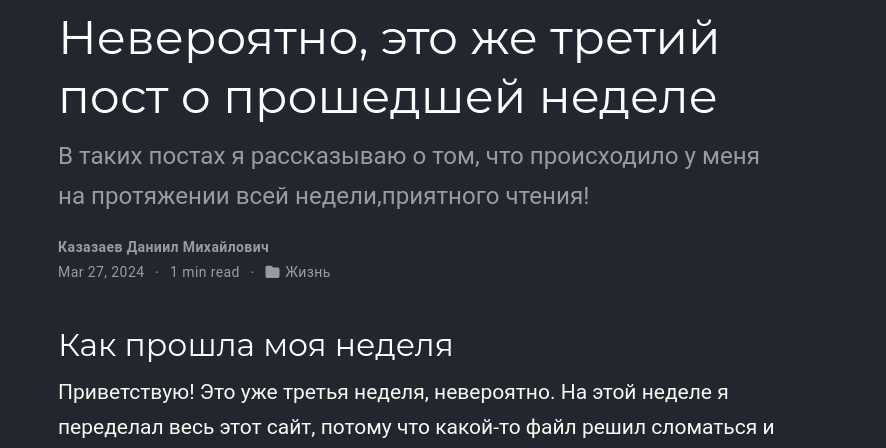 Невероятно, это же третий
пост о прошедшей неделе
В таких постах я рассказываю о том, что происходило у меня
на протяжении всей недели,приятного чтения!
Казазаев Даниил Михайлович
Mar 27, 2024 · 1 min read · Жизнь
Как прошла моя неделя
Приветствую! Это уже третья неделя, невероятно. На этой неделе я
переделал весь этот сайт, потому что какой-то файл решил сломаться и